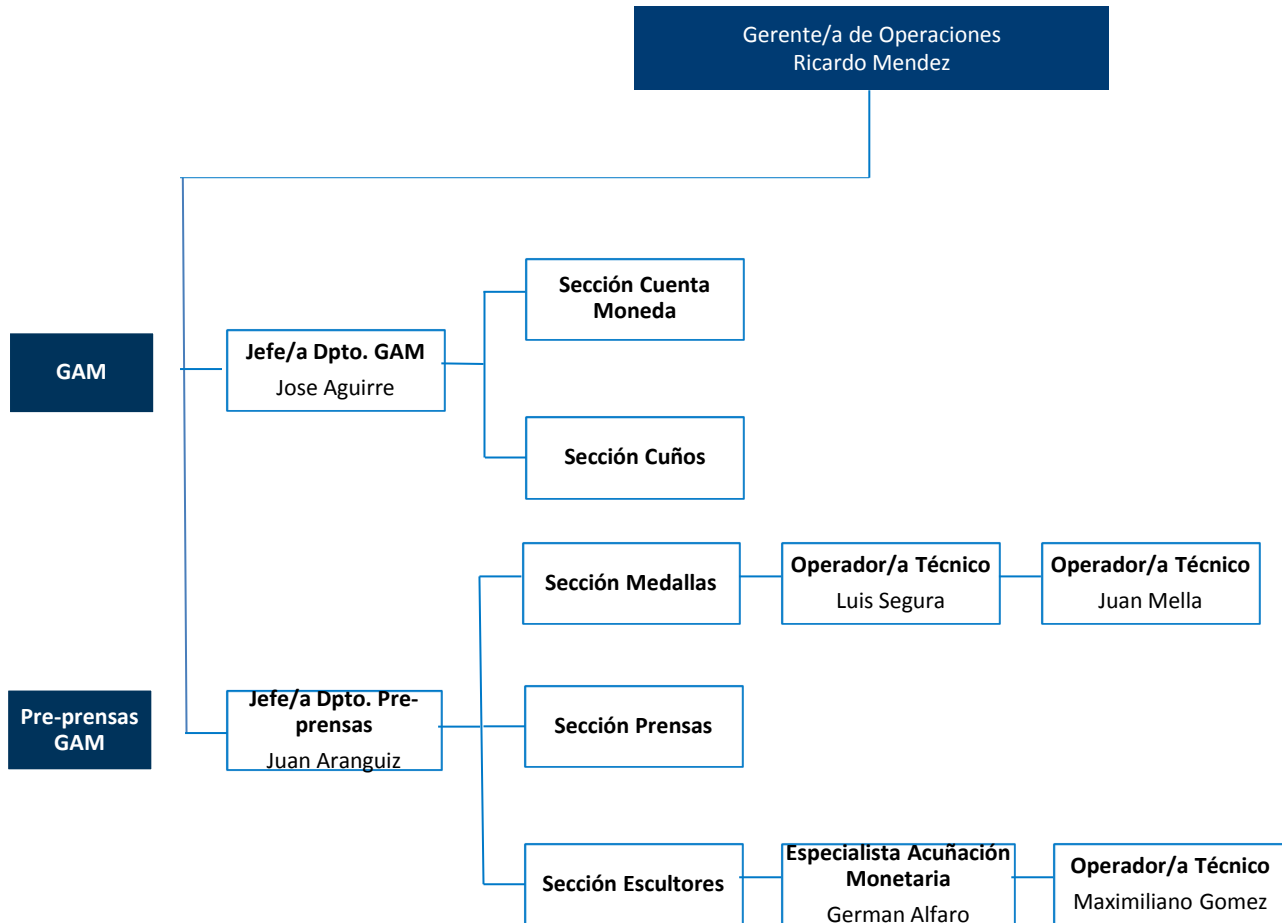 Gerente/a de Operaciones
Ricardo Mendez
Sección Cuenta
Moneda
GAM
Jefe/a Dpto. GAM
Jose Aguirre
Sección Cuños
Sección Medallas
Operador/a Técnico
Luis Segura
Operador/a Técnico
Juan Mella
Pre-prensas
GAM
Jefe/a Dpto. Pre-
prensas
Juan Aranguiz
Sección Prensas
Sección Escultores
Especialista Acuñación
Monetaria
German Alfaro
Operador/a Técnico
Maximiliano Gomez